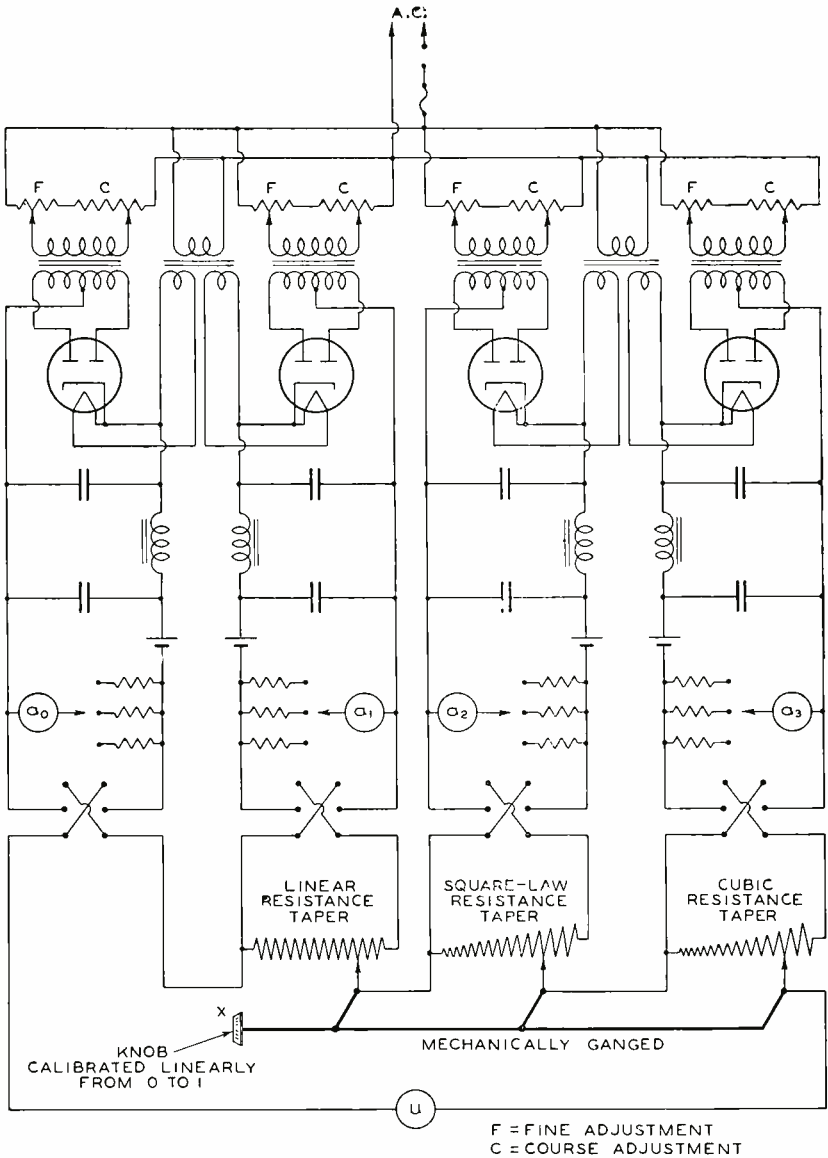 A.C.
F C
F C
F C
F C
a0
a1
a2
a3
LINEAR
RESISTANCE
TAPER
SQUARE-LAW
RESISTANCE
TAPER
CUBIC
RESISTANCE
TAPER
X
KNOB
CALIBRATED LINEARLY
FROM 0 TO 1
MECHANICALLY GANGED
u
F = FINE ADJUSTMENT
C = COURSE ADJUSTMENT